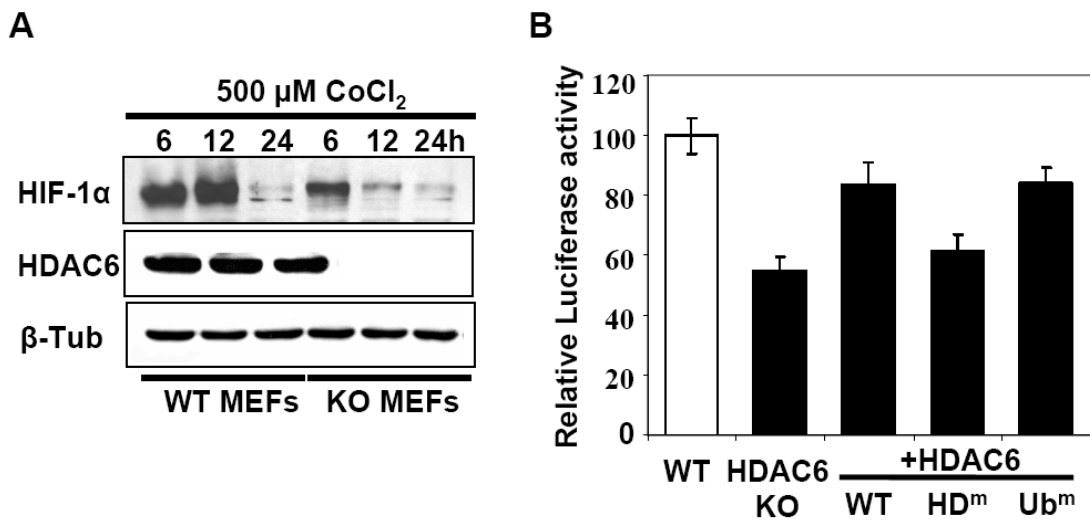 A
500 µM CoCl₂
6 12 24 6 12 24h
HIF-1α
HDAC6
β-Tub
WT MEFs KO MEFs
B
Relative Luciferase activity
120
100
80
60
40
20
0
WT HDAC6 KO
+HDAC6
WT HDᵐ Ubᵐ